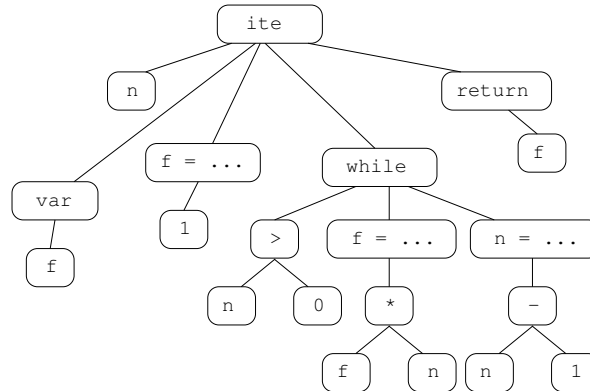 ite
n
return
f = ...
while
f
var
1
>
f = ...
n = ...
f
n
0
*
-
f
n
n
1